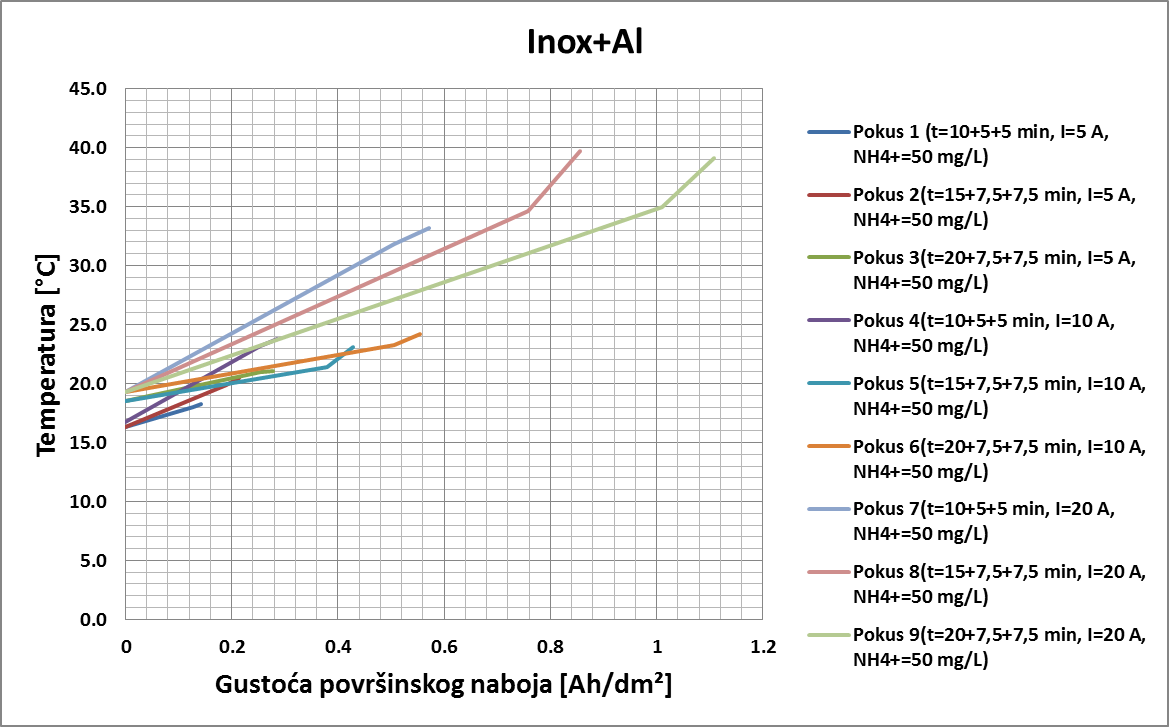 Inox+Al
Temperatura [°C]
45.0
40.0
35.0
30.0
25.0
20.0
15.0
10.0
5.0
0.0
0 0.2 0.4 0.6 0.8 1 1.2
Gustoća površinskog naboja [Ah/dm²]
Pokus 1 (t=10+5+5 min, I=5 A,
NH4+=50 mg/L)
Pokus 2(t=15+7,5+7,5 min, I=5 A,
NH4+=50 mg/L)
Pokus 3(t=20+7,5+7,5 min, I=5 A,
NH4+=50 mg/L)
Pokus 4(t=10+5+5 min, I=10 A,
NH4+=50 mg/L)
Pokus 5(t=15+7,5+7,5 min, I=10 A,
NH4+=50 mg/L)
Pokus 6(t=20+7,5+7,5 min, I=10 A,
NH4+=50 mg/L)
Pokus 7(t=10+5+5 min, I=20 A,
NH4+=50 mg/L)
Pokus 8(t=15+7,5+7,5 min, I=20 A,
NH4+=50 mg/L)
Pokus 9(t=20+7,5+7,5 min, I=20 A,
NH4+=50 mg/L)